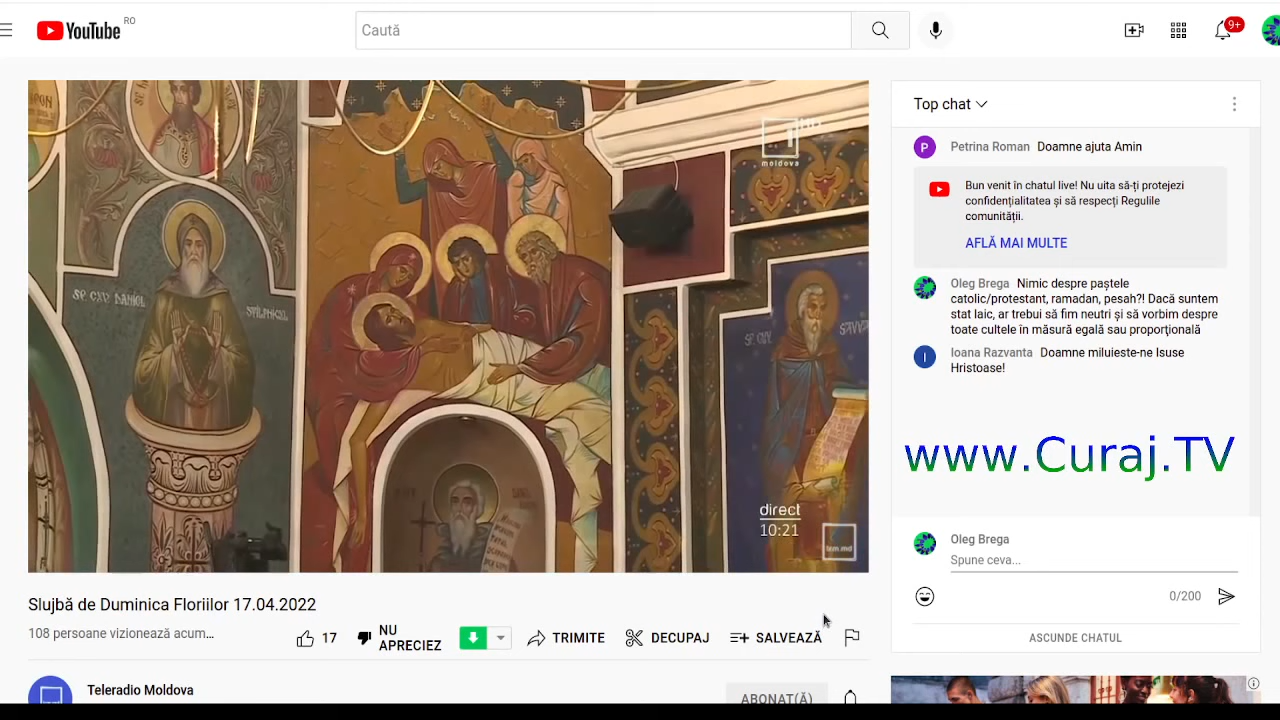 YouTube RO
Caută
9+
moldova
SF. CUV. DANIIL
direct
10:21
Slujbă de Duminica Floriilor 17.04.2022
108 persoane vizionează acum...
17
NU
APRECIEZ
TRIMITE
DECUPAJ
SALVEAZĂ
Teleradio Moldova
ABONAT(Ă)
Top chat
P
Petrina Roman Doamne ajuta Amin
Bun venit în chatul live! Nu uita să-ți protejezi
confidențialitatea și să respecți Regulile
comunității.
AFLĂ MAI MULTE
Oleg Brega Nimic despre paștele
catolic/protestant, ramadan, pesah?! Dacă suntem
stat laic, ar trebui să fim neutri și să vorbim despre
toate cultele în măsură egală sau proporțională
I
Ioana Razvanta Doamne miluieste-ne Isuse
Hristoase!
www.Curaj.TV
Oleg Brega
Spune ceva...
0/200
ASCUNDE CHATUL